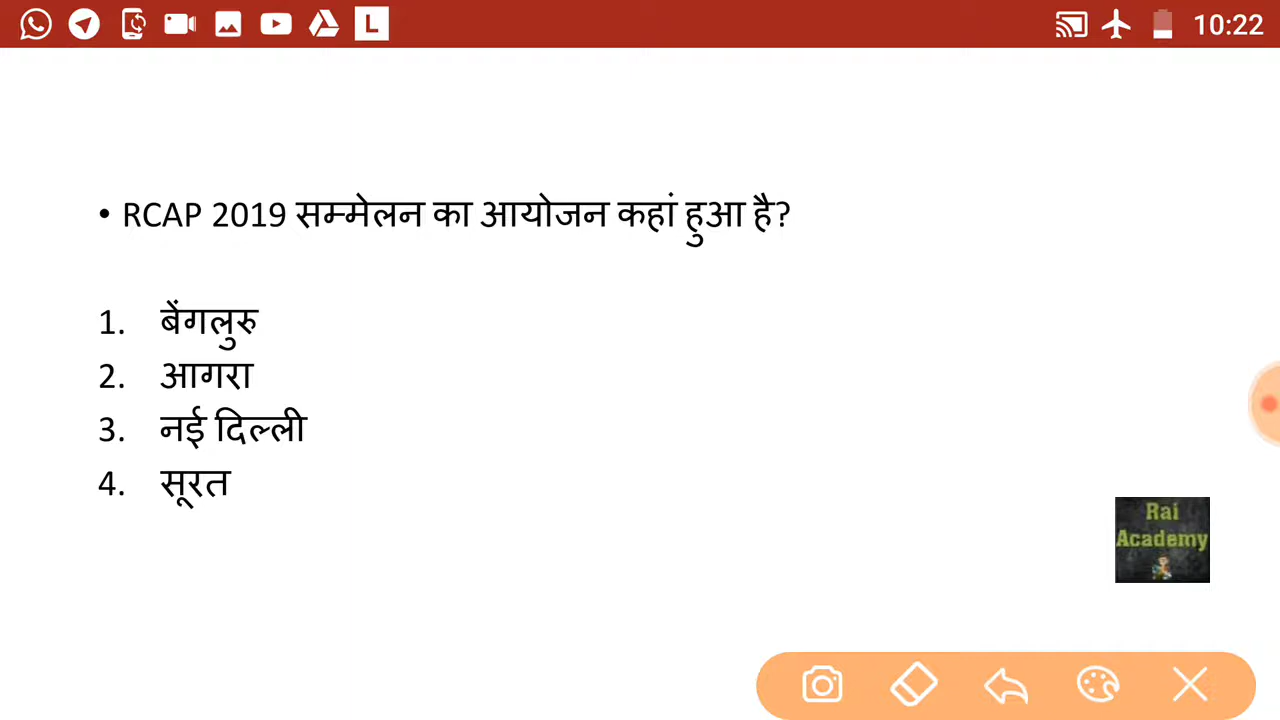 10:22
• RCAP 2019 सम्मेलन का आयोजन कहां हुआ है?
1. बेंगलुरु
2. आगरा
3. नई दिल्ली
4. सूरत
Rai
Academy
L